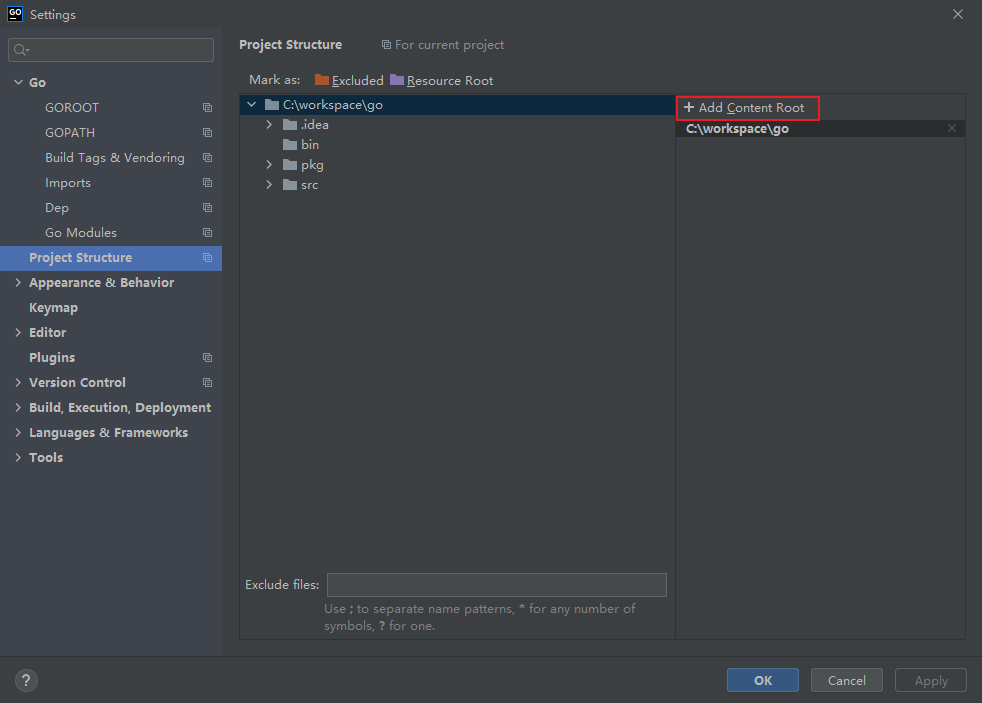 GO Settings
Go
GOROOT
GOPATH
Build Tags & Vendoring
Imports
Dep
Go Modules
Project Structure
Appearance & Behavior
Keymap
Editor
Plugins
Version Control
Build, Execution, Deployment
Languages & Frameworks
Tools
Project Structure For current project
Mark as: Excluded Resource Root
C:\workspace\go
.idea
bin
pkg
src
+ Add Content Root
C:\workspace\go
Exclude files:
Use ; to separate name patterns, * for any number of
symbols, ? for one.
?
OK Cancel Apply